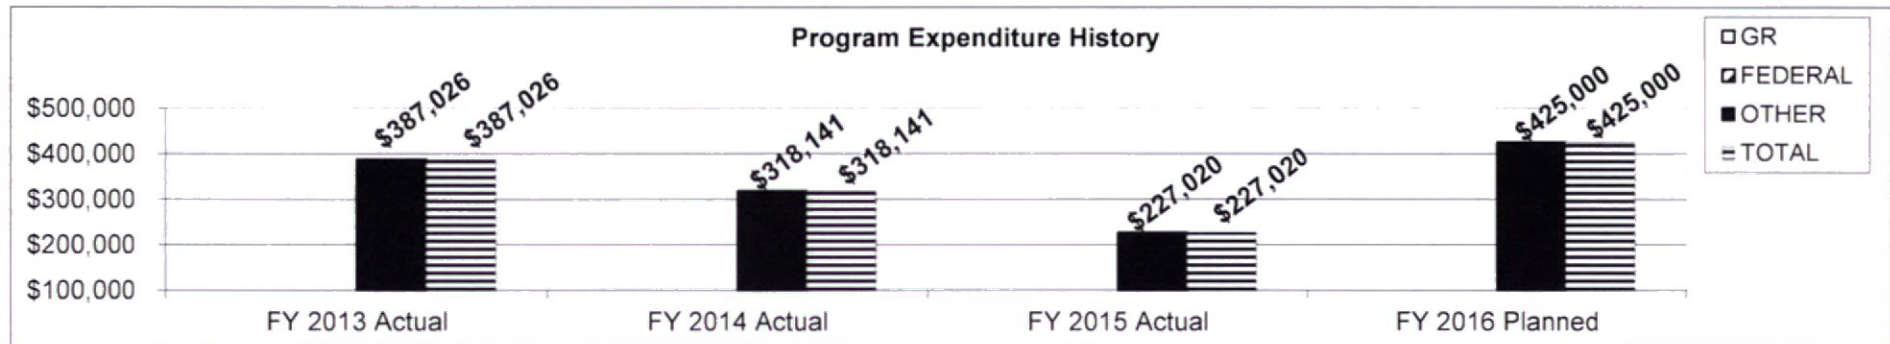 Program Expenditure History
GR
FEDERAL
OTHER
TOTAL
$500,000
$400,000
$300,000
$200,000
$100,000
$387,026
$387,026
$318,141
$318,141
$227,020
$227,020
$425,000
$425,000
FY 2013 Actual
FY 2014 Actual
FY 2015 Actual
FY 2016 Planned